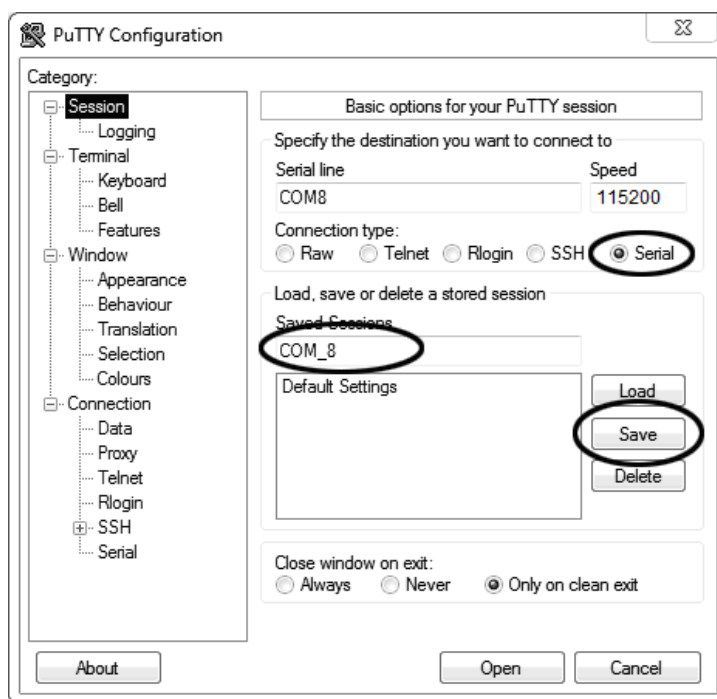 PuTTY Configuration
Category:
Session
Logging
Terminal
Keyboard
Bell
Features
Window
Appearance
Behaviour
Translation
Selection
Colours
Connection
Data
Proxy
Telnet
Rlogin
SSH
Serial
Basic options for your PuTTY session
Specify the destination you want to connect to
Serial line Speed
COM8 115200
Connection type:
Raw Telnet Rlogin SSH Serial
Load, save or delete a stored session
Saved Sessions
COM_8
Default Settings
Load
Save
Delete
Close window on exit:
Always Never Only on clean exit
About Open Cancel